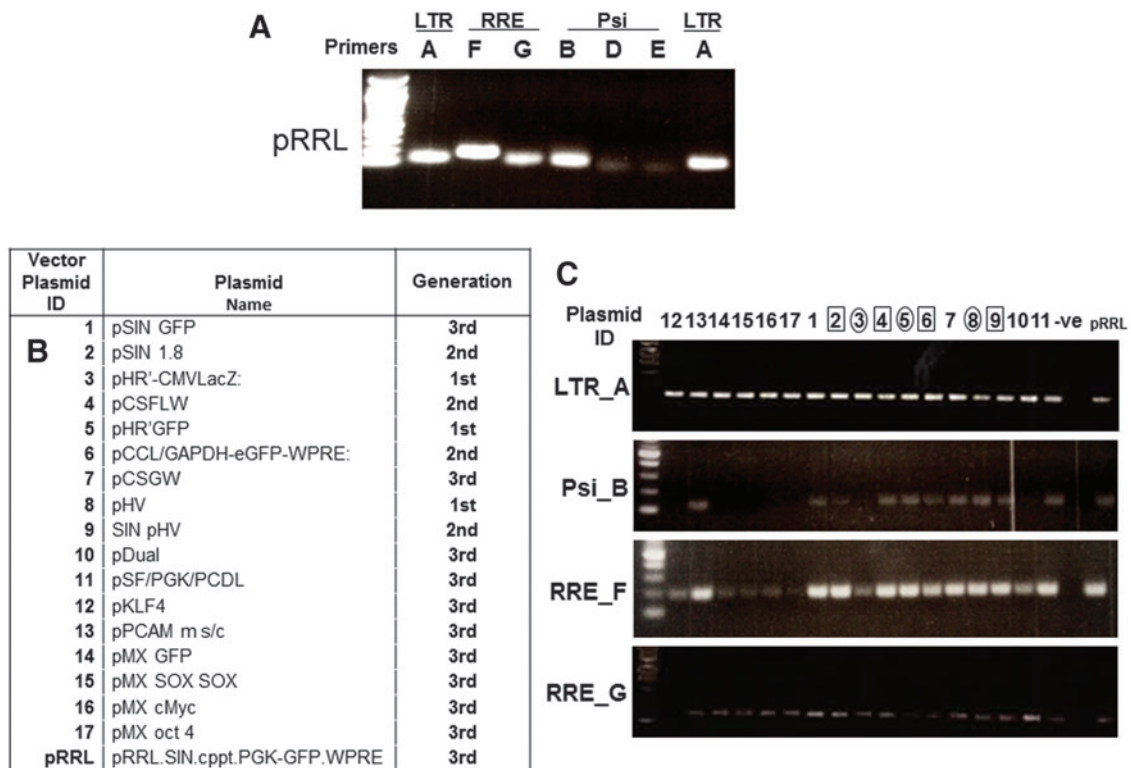 A
LTR RRE Psi LTR
Primers A F G B D E A
pRRL
B
Vector Plasmid ID Plasmid Name Generation
1 pSIN GFP 3rd
2 pSIN 1.8 2nd
3 pHR'-CMVLacZ: 1st
4 pCSFLW 2nd
5 pHR'GFP 1st
6 pCCL/GAPDH-eGFP-WPRE: 2nd
7 pCSGW 3rd
8 pHV 1st
9 SIN pHV 2nd
10 pDual 3rd
11 pSF/PGK/PCDL 3rd
12 pKLF4 3rd
13 pPCAM m s/c 3rd
14 pMX GFP 3rd
15 pMX SOX SOX 3rd
16 pMX cMyc 3rd
17 pMX oct 4 3rd
pRRL pRRL.SIN.cppt.PGK-GFP.WPRE 3rd
C
Plasmid ID 12 13 14 15 16 17 1 2 3 4 5 6 7 8 9 10 11 -ve pRRL
LTR_A
Psi_B
RRE_F
RRE_G